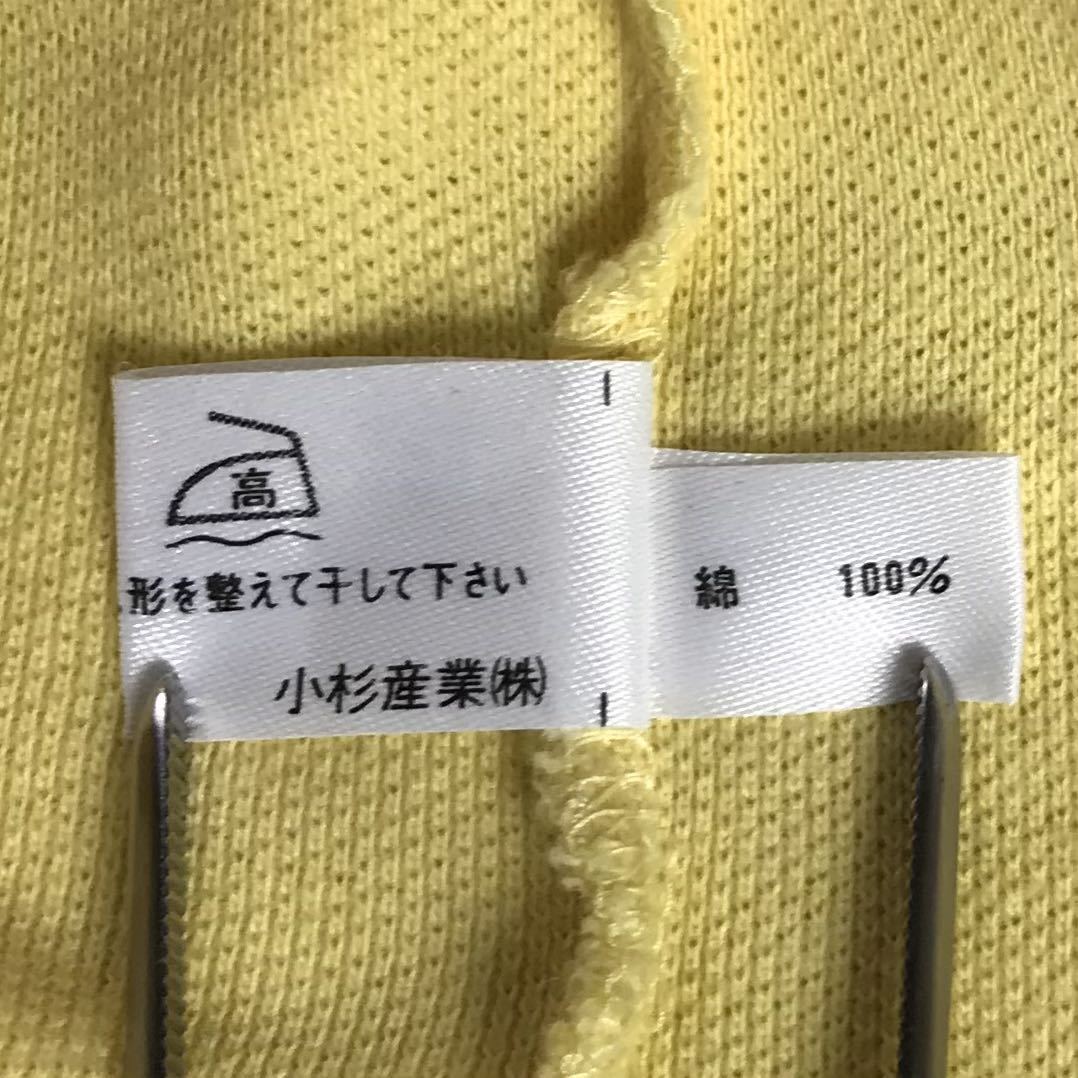 高
形を整えて干して下さい
小杉産業㈱
綿 100%